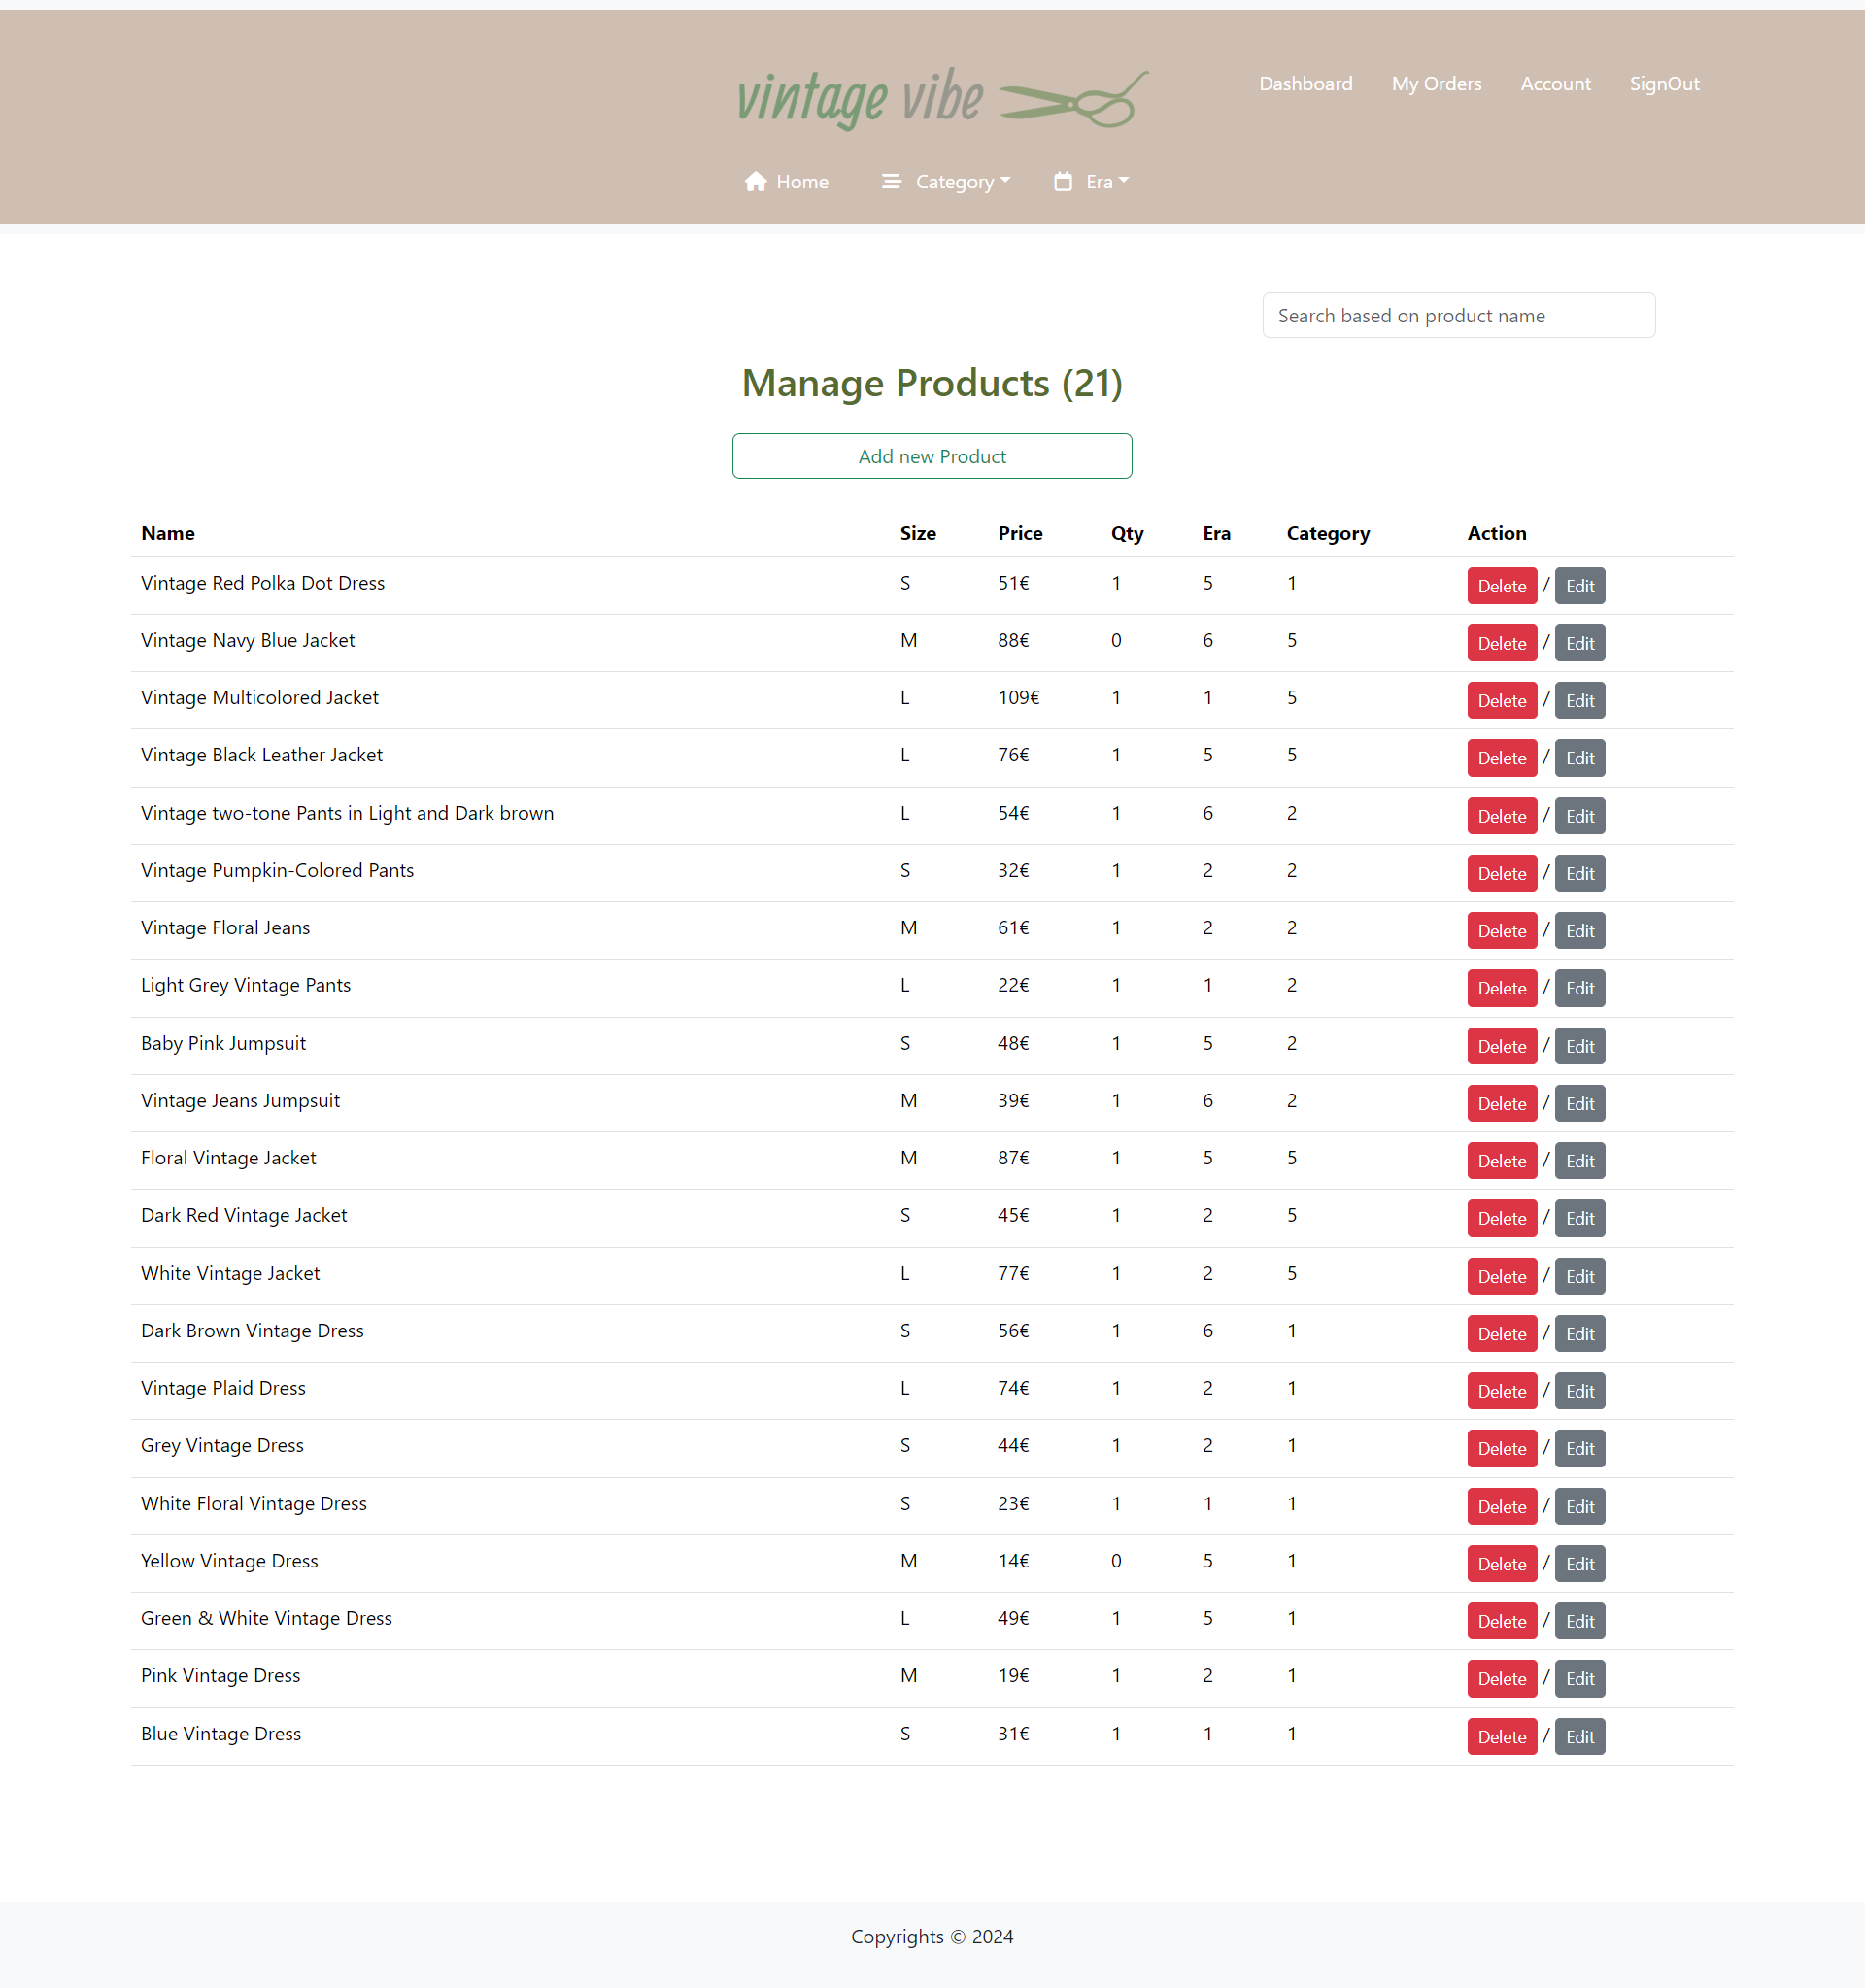 vintage vibe
Dashboard My Orders Account SignOut
Home Category Era
Search based on product name
Manage Products (21)
Add new Product
Name Size Price Qty Era Category Action
Vintage Red Polka Dot Dress S 51€ 1 5 1 Delete / Edit
Vintage Navy Blue Jacket M 88€ 0 6 5 Delete / Edit
Vintage Multicolored Jacket L 109€ 1 1 5 Delete / Edit
Vintage Black Leather Jacket L 76€ 1 5 5 Delete / Edit
Vintage two-tone Pants in Light and Dark brown L 54€ 1 6 2 Delete / Edit
Vintage Pumpkin-Colored Pants S 32€ 1 2 2 Delete / Edit
Vintage Floral Jeans M 61€ 1 2 2 Delete / Edit
Light Grey Vintage Pants L 22€ 1 1 2 Delete / Edit
Baby Pink Jumpsuit S 48€ 1 5 2 Delete / Edit
Vintage Jeans Jumpsuit M 39€ 1 6 2 Delete / Edit
Floral Vintage Jacket M 87€ 1 5 5 Delete / Edit
Dark Red Vintage Jacket S 45€ 1 2 5 Delete / Edit
White Vintage Jacket L 77€ 1 2 5 Delete / Edit
Dark Brown Vintage Dress S 56€ 1 6 1 Delete / Edit
Vintage Plaid Dress L 74€ 1 2 1 Delete / Edit
Grey Vintage Dress S 44€ 1 2 1 Delete / Edit
White Floral Vintage Dress S 23€ 1 1 1 Delete / Edit
Yellow Vintage Dress M 14€ 0 5 1 Delete / Edit
Green & White Vintage Dress L 49€ 1 5 1 Delete / Edit
Pink Vintage Dress M 19€ 1 2 1 Delete / Edit
Blue Vintage Dress S 31€ 1 1 1 Delete / Edit
Copyrights © 2024